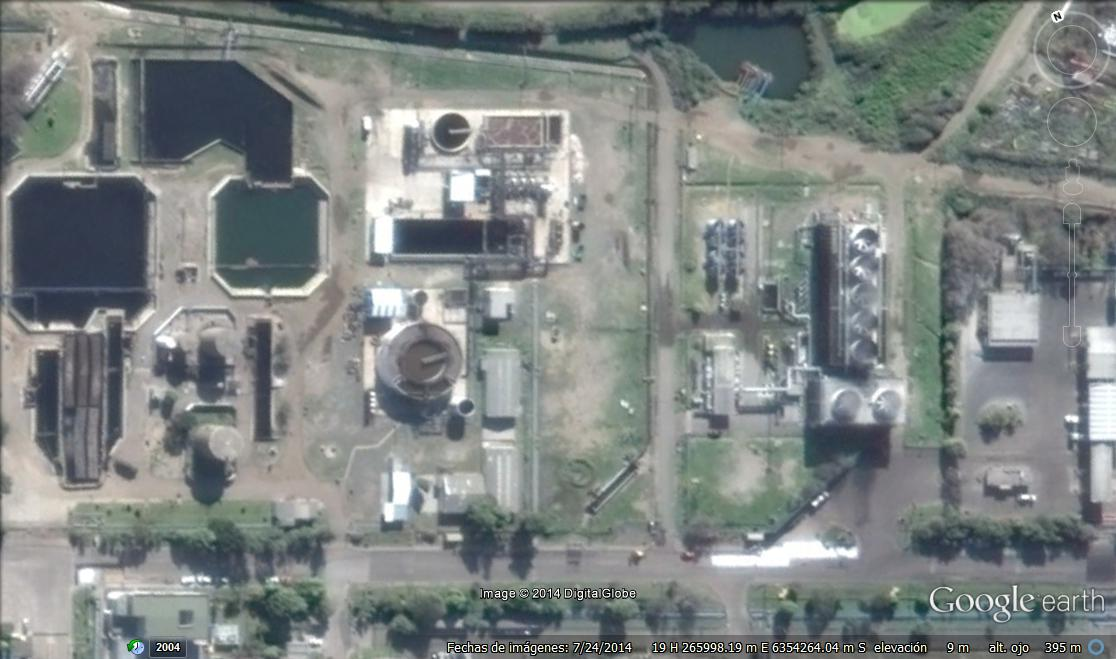 N
Image © 2014 DigitalGlobe
Google earth
2004
Fechas de imágenes: 7/24/2014 19 H 265998.19 m E 6354264.04 m S elevación 9 m alt. ojo 395 m